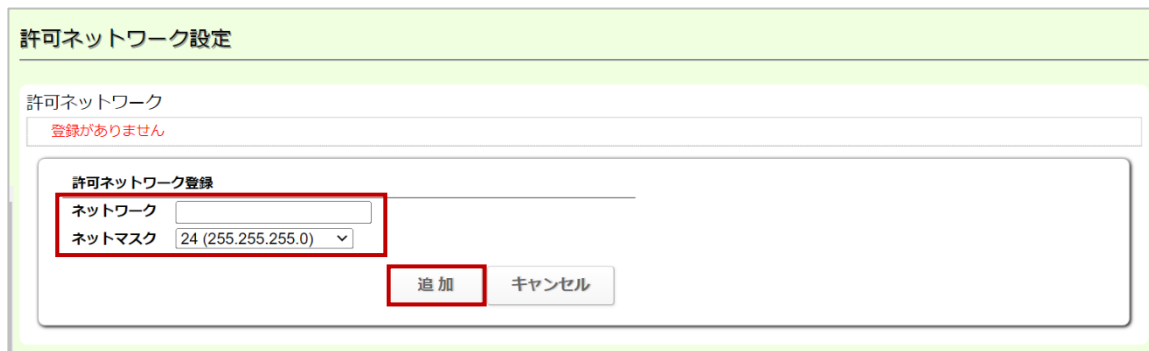 許可ネットワーク設定
許可ネットワーク
登録がありません
許可ネットワーク登録
ネットワーク
ネットマスク 24 (255.255.255.0)
追加 キャンセル